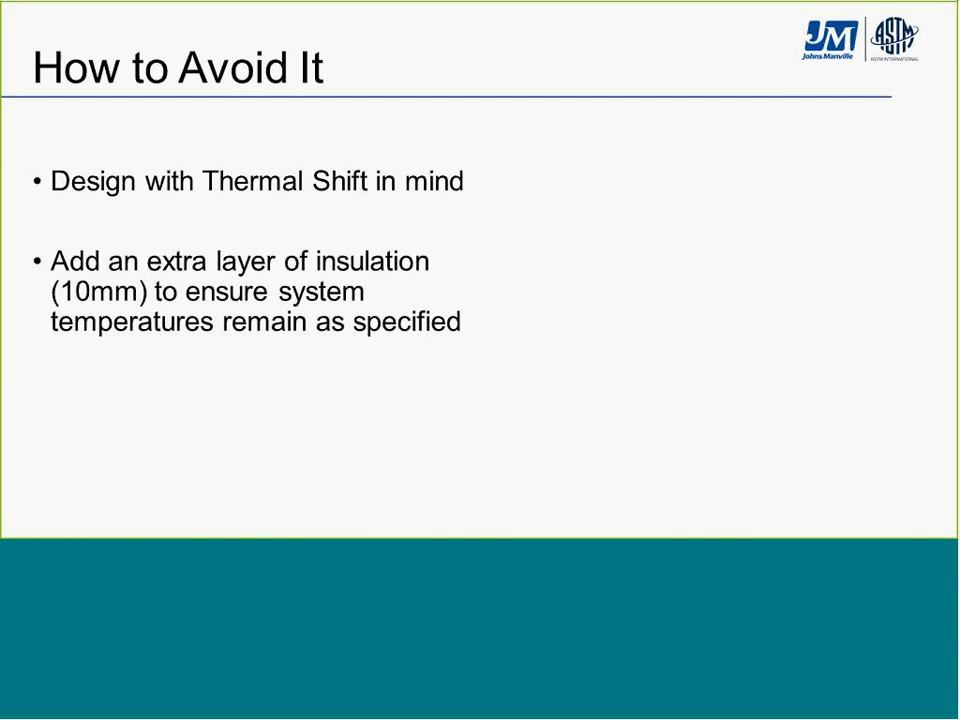 How to Avoid It
JM
Johns Manville
ASTM
ASTM INTERNATIONAL
• Design with Thermal Shift in mind
• Add an extra layer of insulation
(10mm) to ensure system
temperatures remain as specified